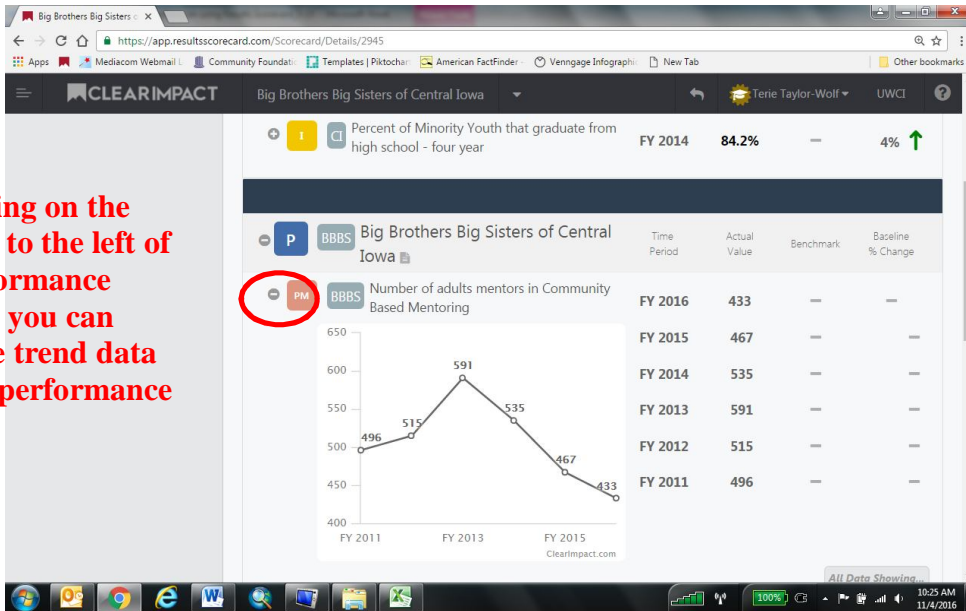 Big Brothers Big Sisters o
https://app.resultsscorecard.com/Scorecard/Details/2945
Apps Mediacom Webmail L Community Foundatio Templates | Piktochar American FactFinder - Venngage Infographi New Tab Other bookmarks
CLEARIMPACT Big Brothers Big Sisters of Central Iowa Terie Taylor-Wolf UWCI ?
I CI Percent of Minority Youth that graduate from
high school - four year FY 2014 84.2% — 4%
ing on the
to the left of
ormance
you can
e trend data
performance
P BBBS Big Brothers Big Sisters of Central
Iowa
Time
Period
Actual
Value
Benchmark
Baseline
% Change
PM BBBS Number of adults mentors in Community
Based Mentoring
FY 2016 433 — —
FY 2015 467 — —
FY 2014 535 — —
FY 2013 591 — —
FY 2012 515 — —
FY 2011 496 — —
650
600
550
500
450
400
496
515
591
535
467
433
FY 2011 FY 2013 FY 2015
ClearImpact.com
All Data Showing...
100%
10:25 AM
11/4/2016